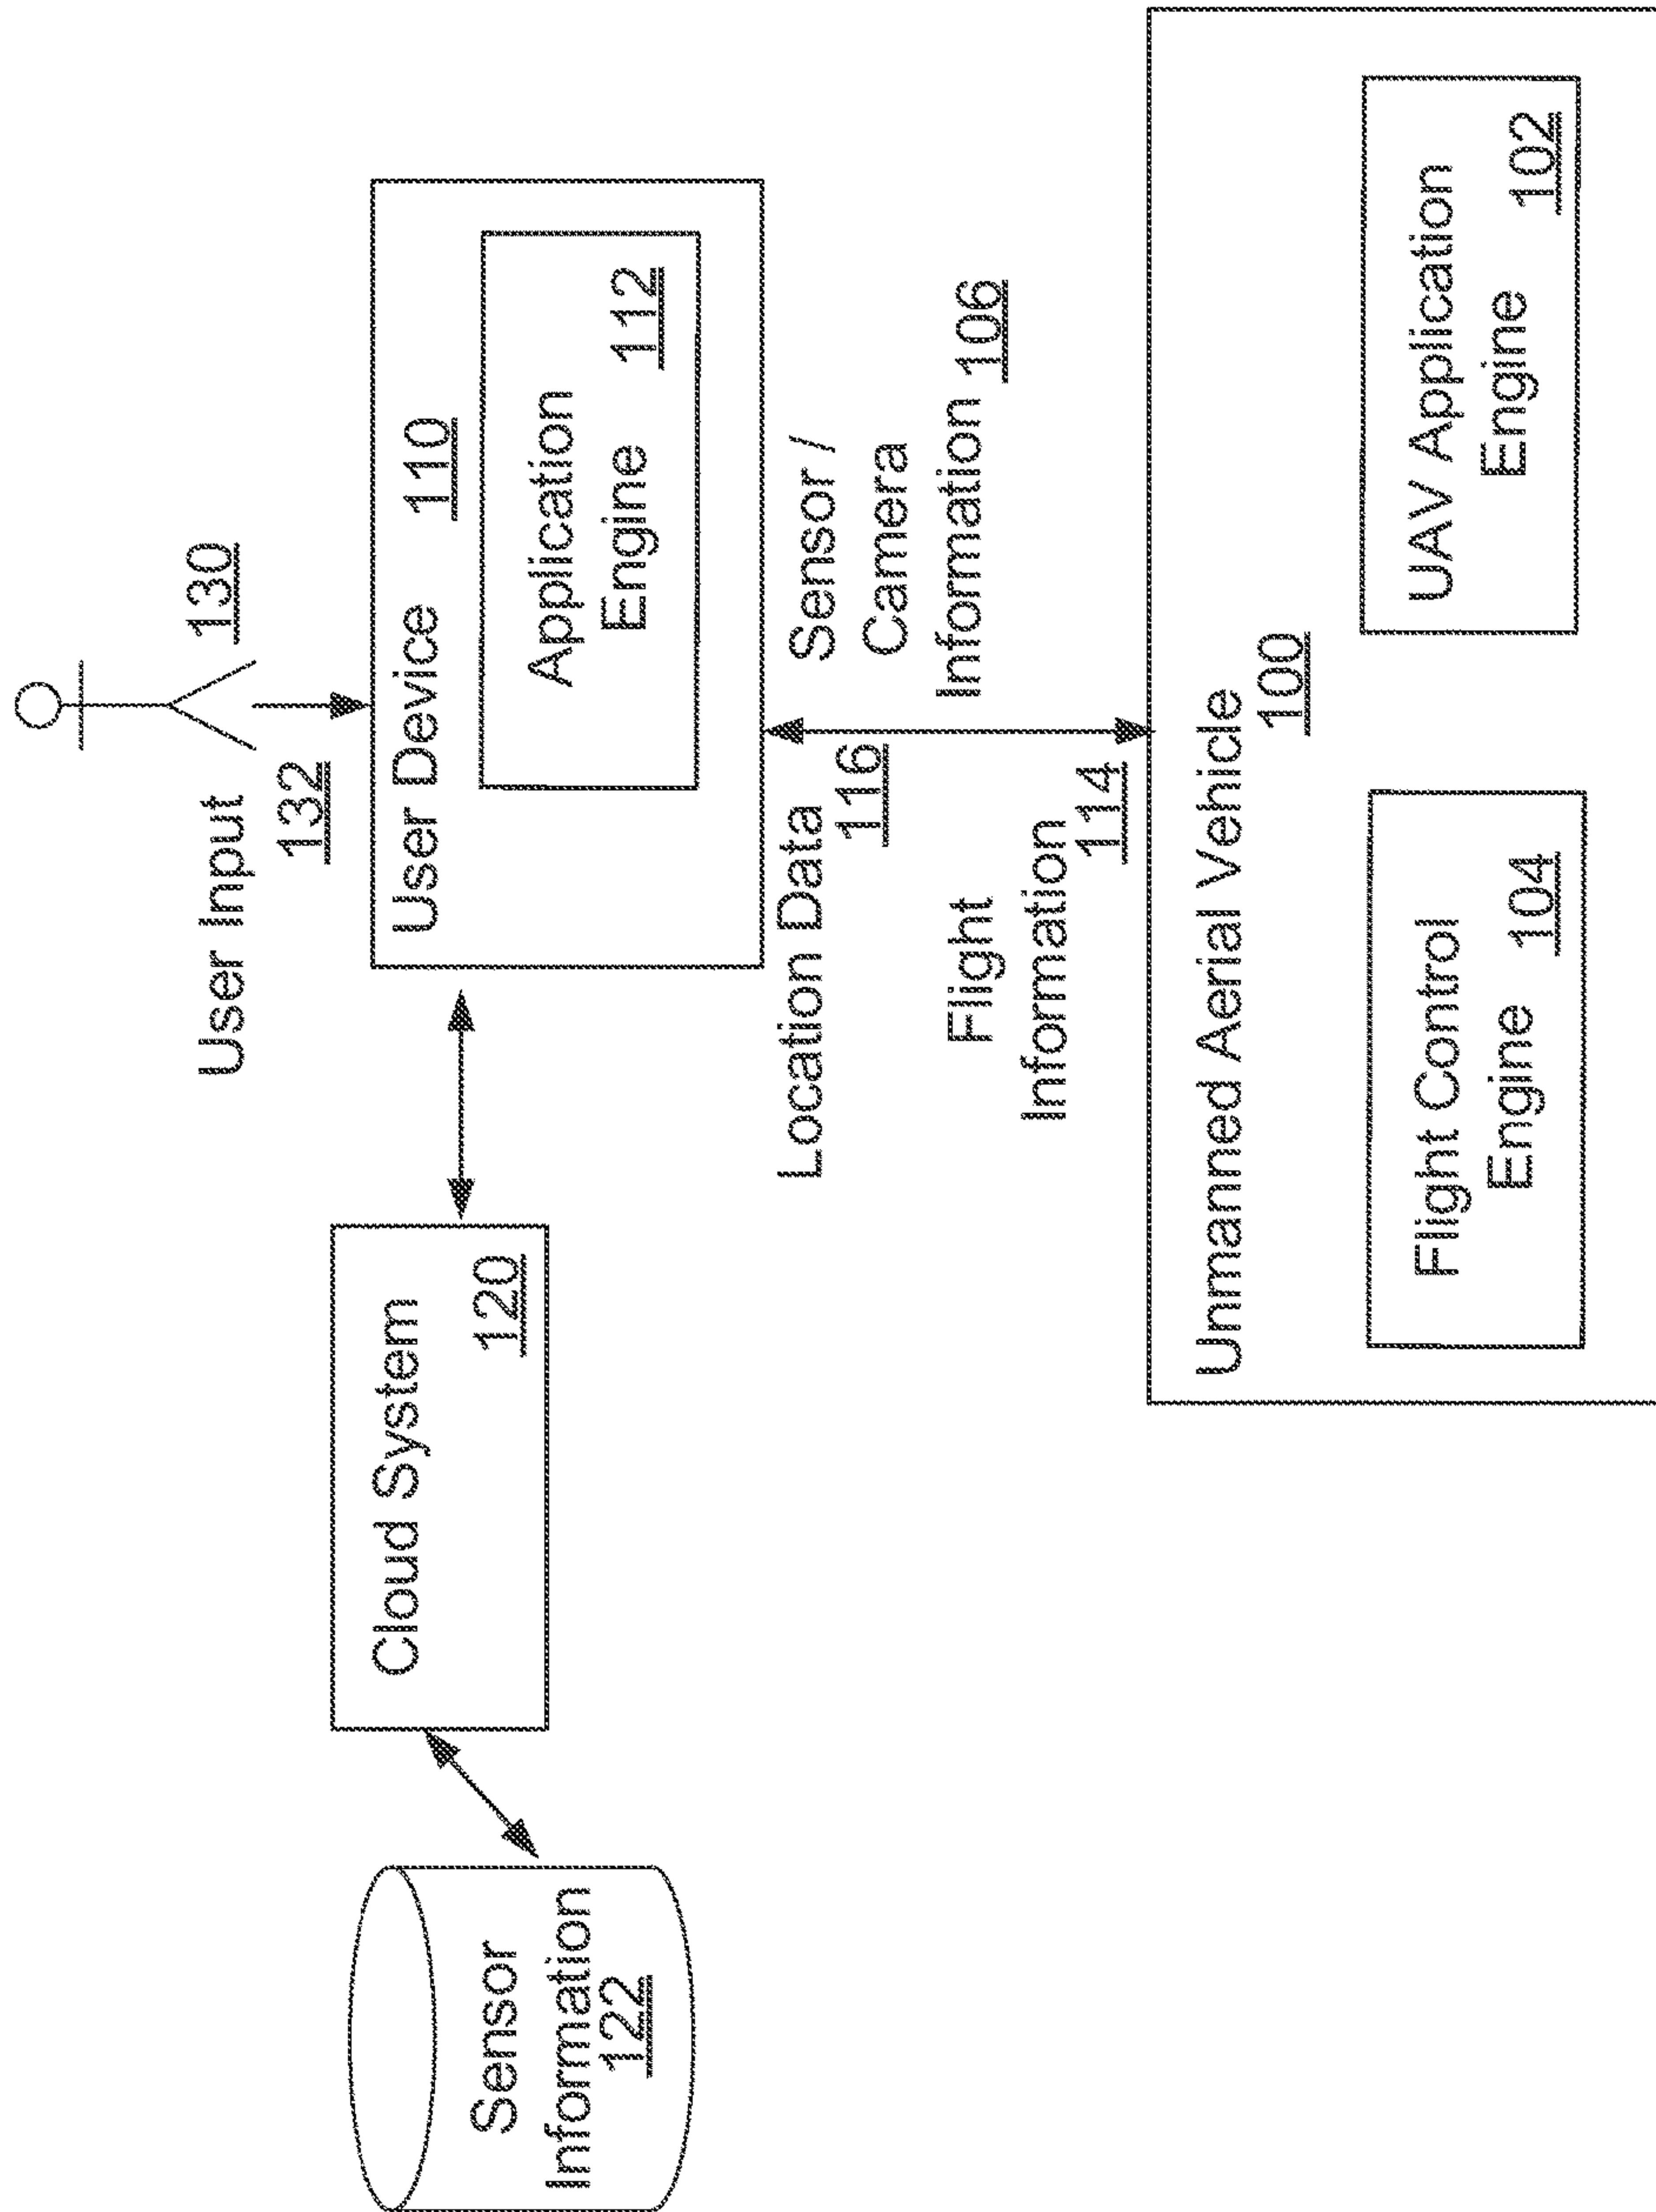 130
User Input
132
User Device
110
Application
Engine
112
Cloud System
120
Sensor
Information
122
Location Data
116
Sensor /
Camera
Information 106
Flight
Information
114
Unmanned Aerial Vehicle
100
Flight Control
Engine
104
UAV Application
Engine
102